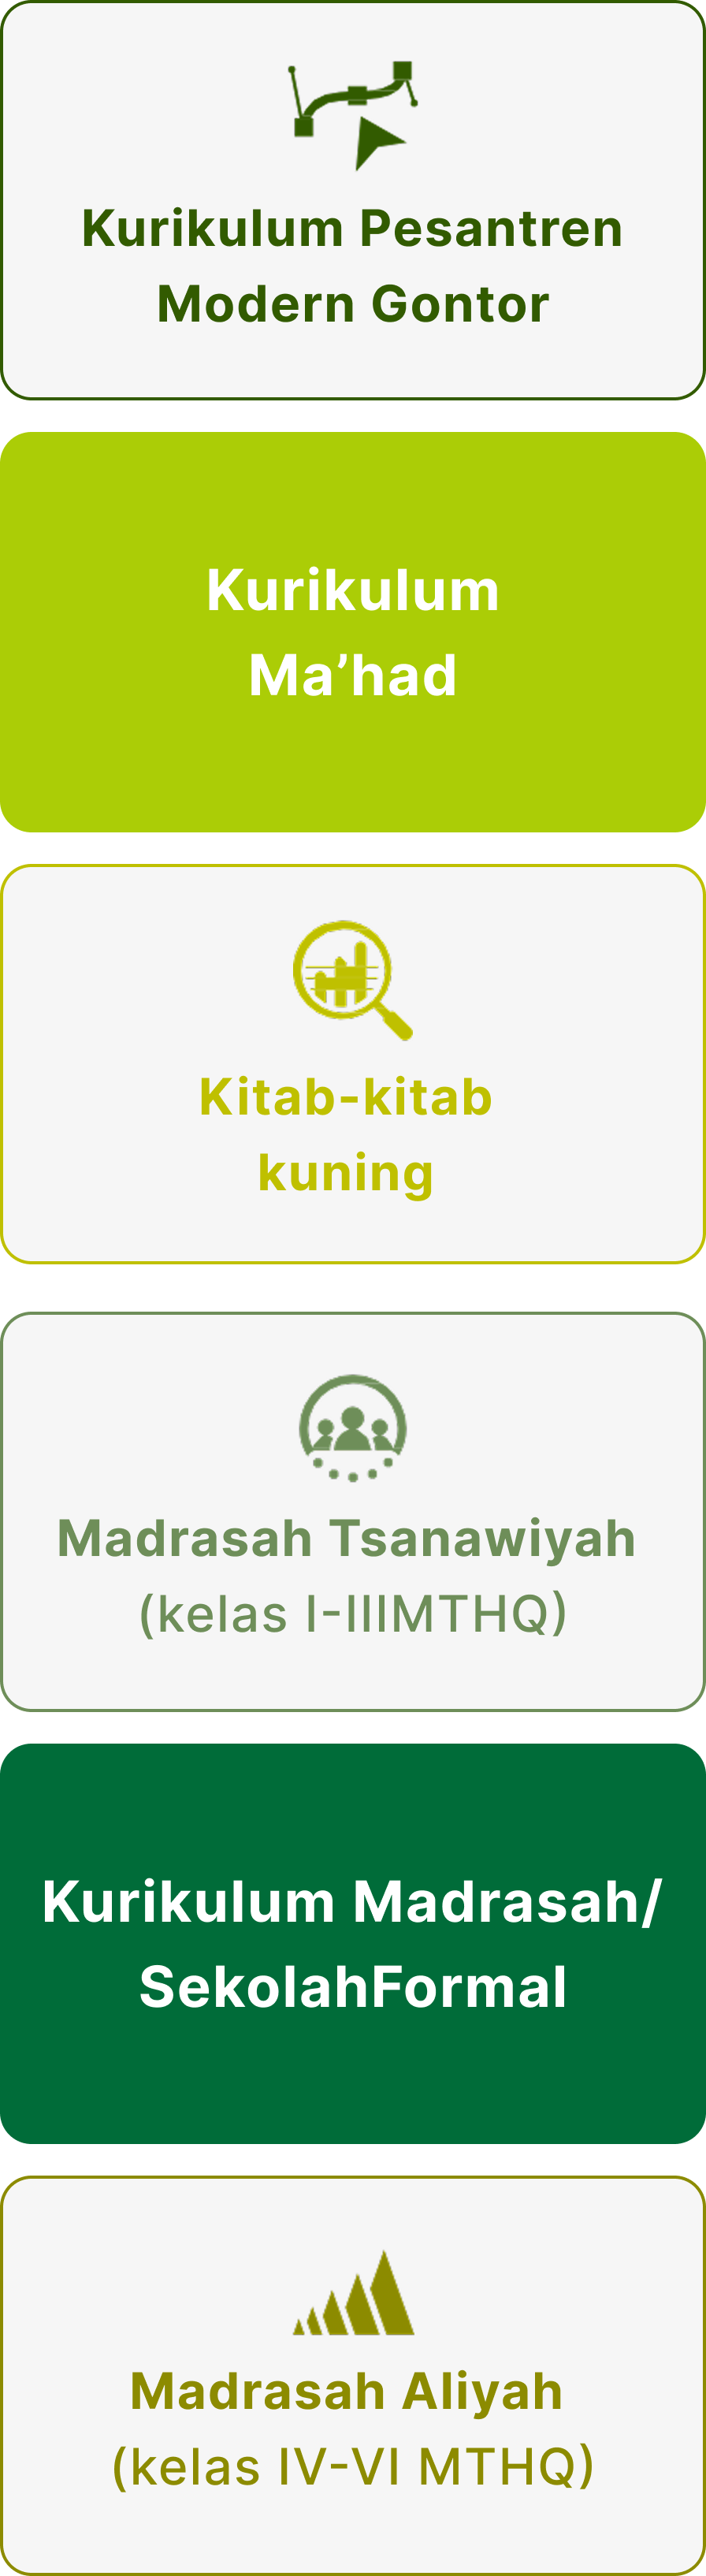 Kurikulum Pesantren
Modern Gontor
Kurikulum
Ma’had
Kitab-kitab
kuning
Madrasah Tsanawiyah
(kelas I-IIIMTHQ)
Kurikulum Madrasah/
SekolahFormal
Madrasah Aliyah
(kelas IV-VI MTHQ)